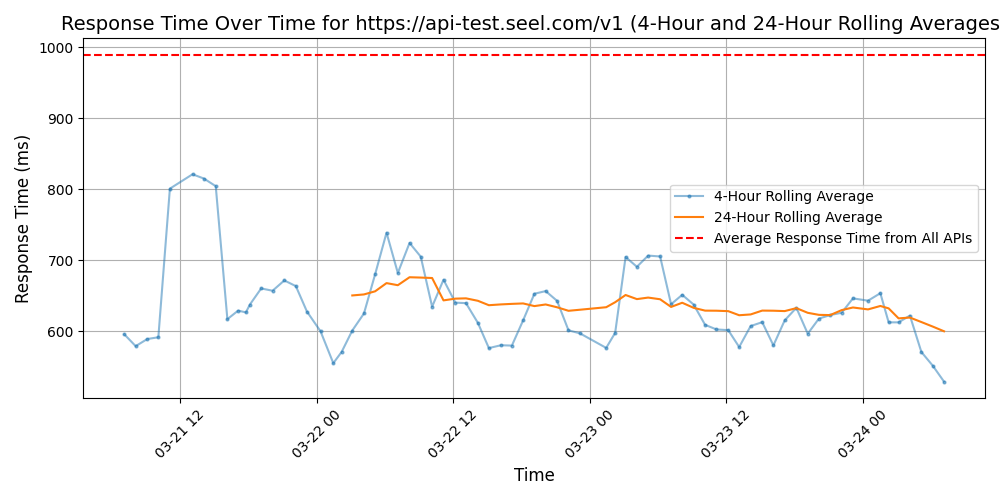 Response Time Over Time for https://api-test.seel.com/v1 (4-Hour and 24-Hour Rolling Averages
Response Time (ms)
1000
900
800
700
600
4-Hour Rolling Average
24-Hour Rolling Average
Average Response Time from All APIs
03-21 12
03-22 00
03-22 12
03-23 00
03-23 12
03-24 00
Time